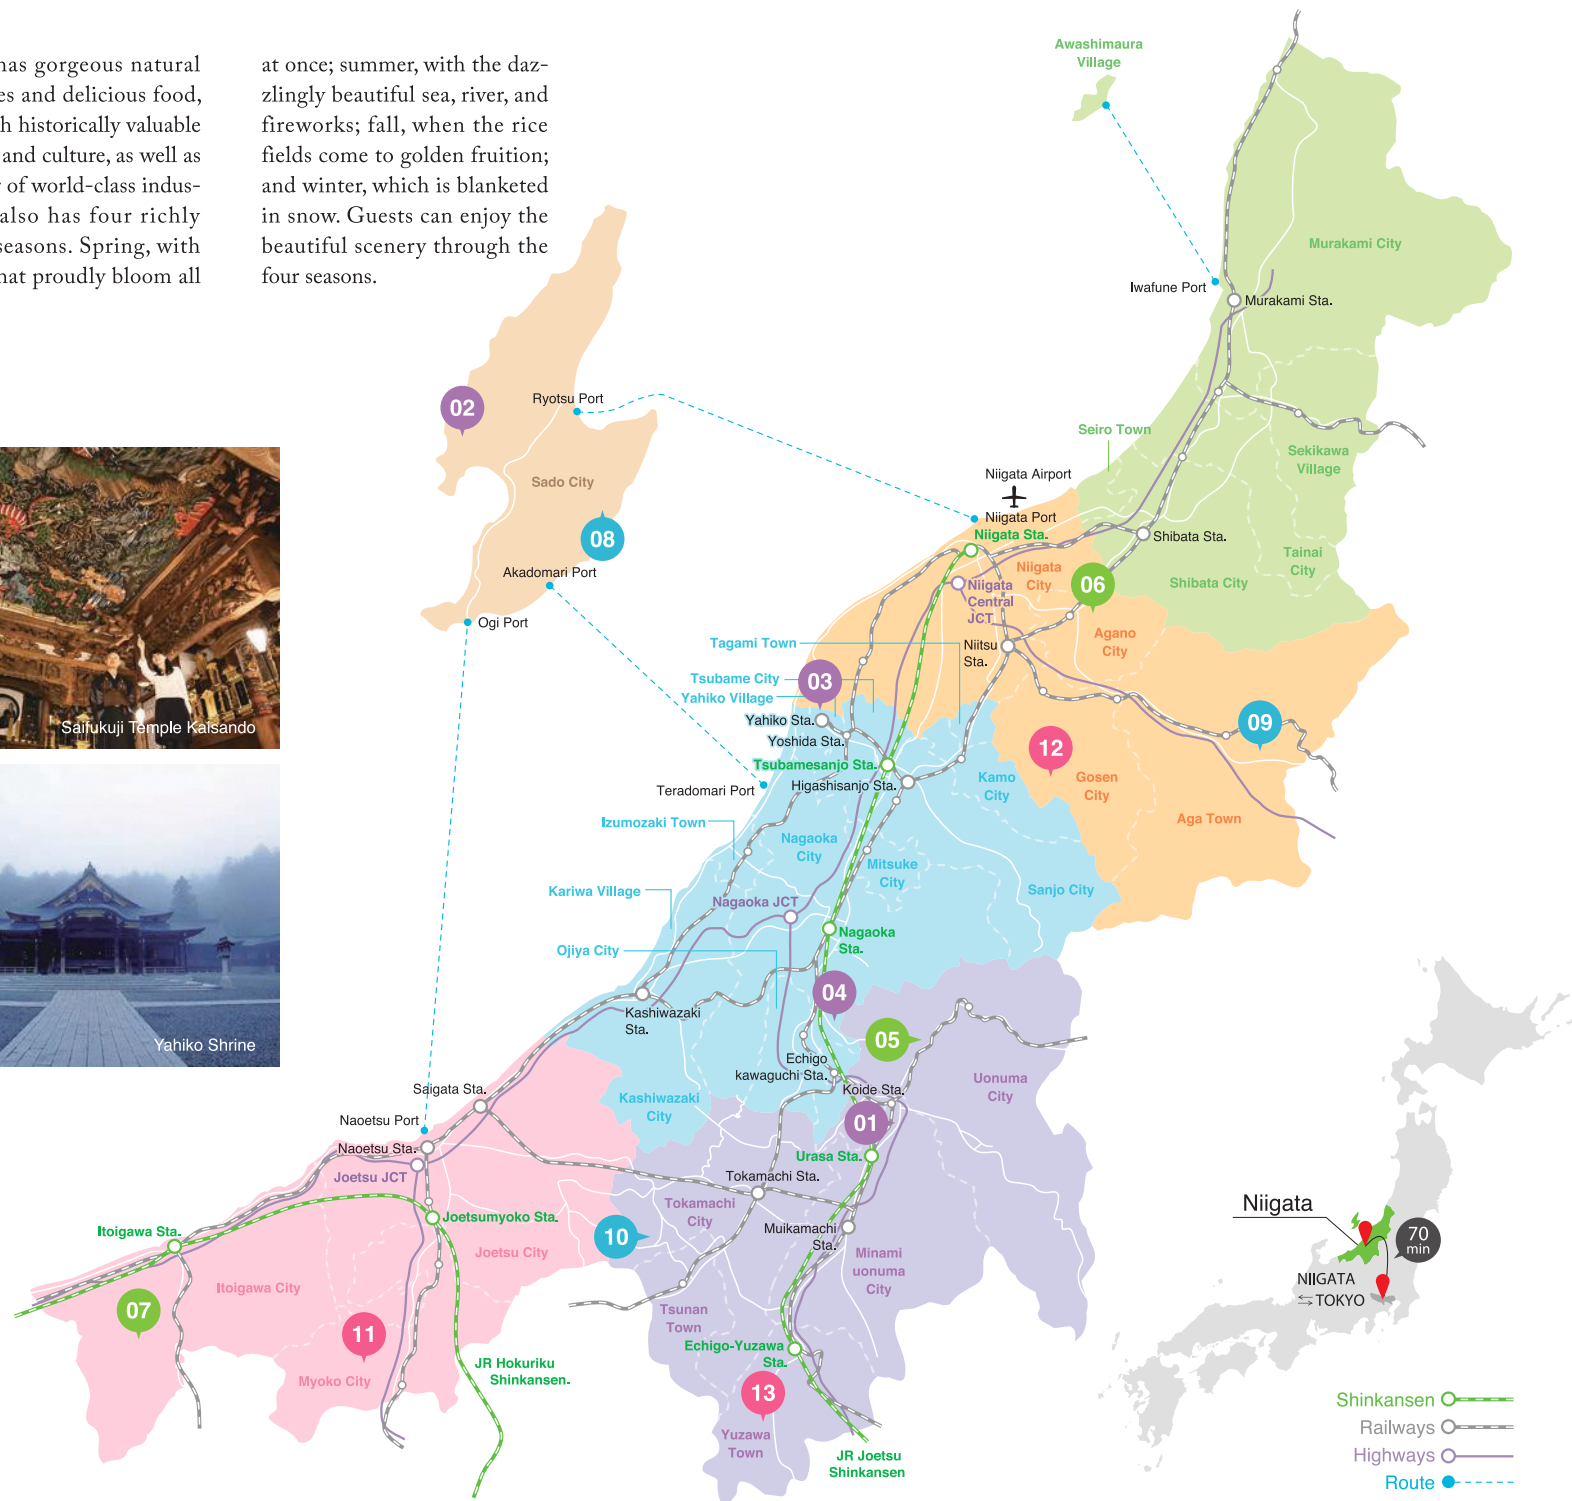 has gorgeous natural
es and delicious food,
h historically valuable
and culture, as well as
of world-class indus-
also has four richly
seasons. Spring, with
hat proudly bloom all
at once; summer, with the daz-
zlingly beautiful sea, river, and
fireworks; fall, when the rice
fields come to golden fruition;
and winter, which is blanketed
in snow. Guests can enjoy the
beautiful scenery through the
four seasons.
Saifukuji Temple Kaisando
Yahiko Shrine
Awashimaura
Village
Murakami City
Iwafune Port
Murakami Sta.
02
Ryotsu Port
Sado City
08
Akadomari Port
Ogi Port
Seiro Town
Sekikawa
Village
Niigata Airport
Niigata Port
Niigata Sta.
Shibata Sta.
Tainai
City
Shibata City
Niigata
City
06
Niigata
Central
JCT
Agano
City
Tagami Town
Niitsu
Sta.
Tsubame City
03
Yahiko Village
Yahiko Sta.
Yoshida Sta.
09
12
Tsubamesanjo Sta.
Higashisanjo Sta.
Kamo
City
Gosen
City
Teradomari Port
Aga Town
Izumozaki Town
Nagaoka
City
Mitsuke
City
Kariwa Village
Sanjo City
Nagaoka JCT
Nagaoka
Sta.
Ojiya City
04
Kashiwazaki
Sta.
05
Echigo
kawaguchi Sta.
Koide Sta.
Uonuma
City
Saigata Sta.
Kashiwazaki
City
Naoetsu Port
01
Naoetsu Sta.
Urasa Sta.
Joetsu JCT
Tokamachi Sta.
Tokamachi
City
Itoigawa Sta.
Joetsumyoko Sta.
10
Muikamachi
Sta.
Joetsu City
Minami
uonuma
City
Itoigawa City
07
Tsunan
Town
11
Echigo-Yuzawa
Sta.
Myoko City
JR Hokuriku
Shinkansen.
13
Yuzawa
Town
JR Joetsu
Shinkansen
Niigata
70
min
NIIGATA
⇆TOKYO
Shinkansen
Railways
Highways
Route